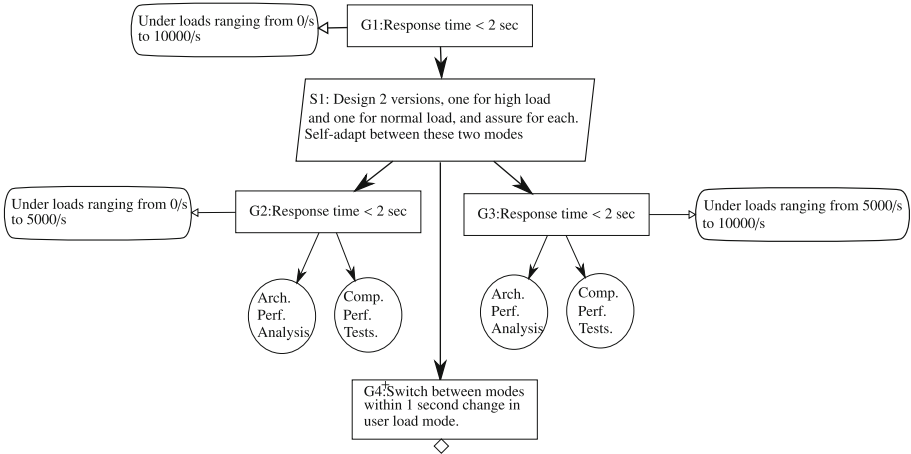 Under loads ranging from 0/s
to 10000/s
G1:Response time < 2 sec
S1: Design 2 versions, one for high load
and one for normal load, and assure for each.
Self-adapt between these two modes
Under loads ranging from 0/s
to 5000/s
G2:Response time < 2 sec
G3:Response time < 2 sec
Under loads ranging from 5000/s
to 10000/s
Arch.
Perf.
Analysis
Comp.
Perf.
Tests.
Arch.
Perf.
Analysis
Comp.
Perf.
Tests.
G4:Switch between modes
within 1 second change in
user load mode.